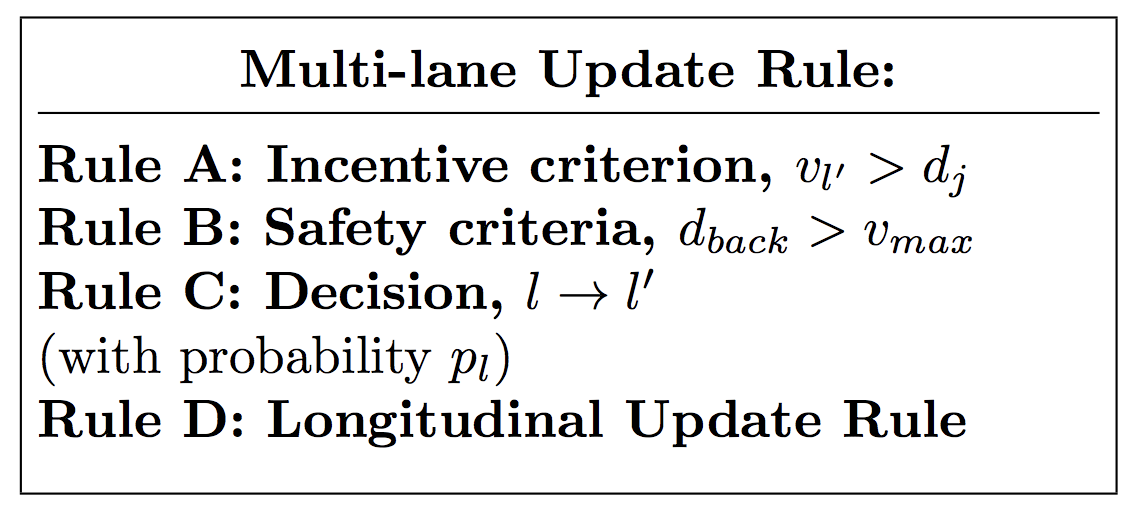 Multi-lane Update Rule:
Rule A: Incentive criterion, $v_{l'} > d_j$
Rule B: Safety criteria, $d_{back} > v_{max}$
Rule C: Decision, $l \to l'$
(with probability $p_l$)
Rule D: Longitudinal Update Rule